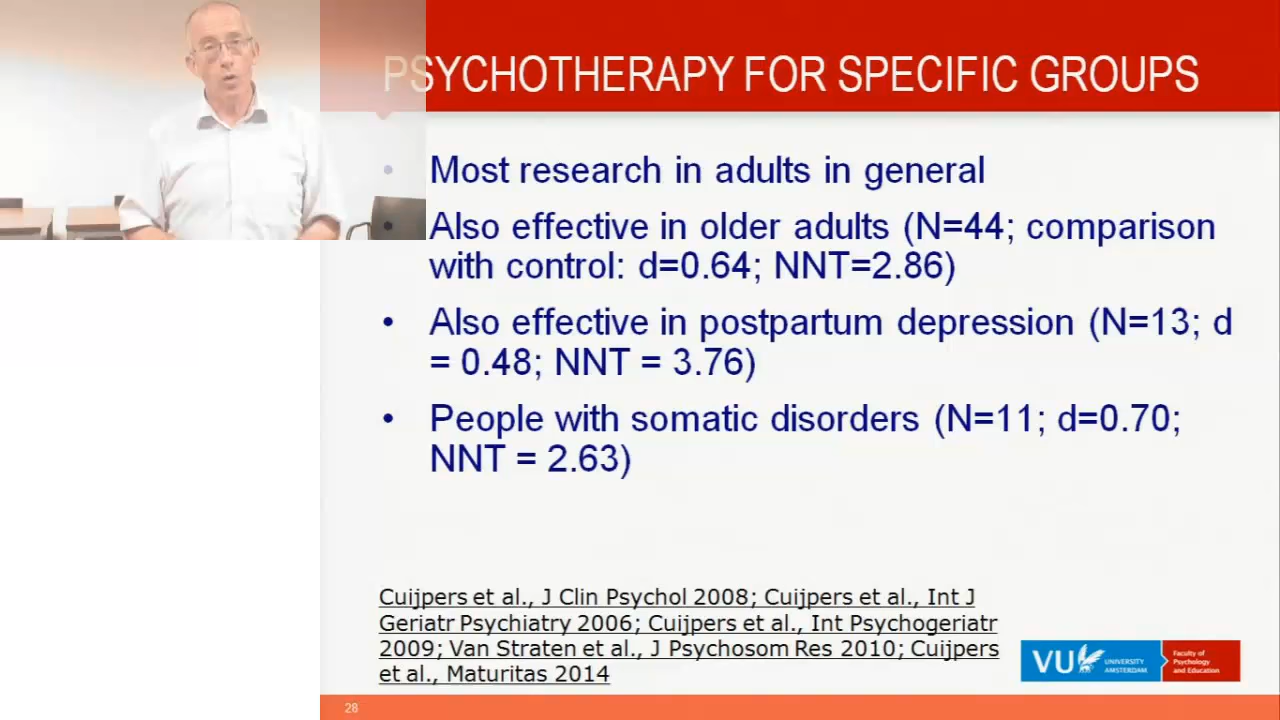 PSYCHOTHERAPY FOR SPECIFIC GROUPS
• Most research in adults in general
• Also effective in older adults (N=44; comparison
with control: d=0.64; NNT=2.86)
• Also effective in postpartum depression (N=13; d
= 0.48; NNT = 3.76)
• People with somatic disorders (N=11; d=0.70;
NNT = 2.63)
Cuijpers et al., J Clin Psychol 2008; Cuijpers et al., Int J
Geriatr Psychiatry 2006; Cuijpers et al., Int Psychogeriatr
2009; Van Straten et al., J Psychosom Res 2010; Cuijpers
et al., Maturitas 2014
VU UNIVERSITY
AMSTERDAM
Faculty of
Psychology
and Education
28